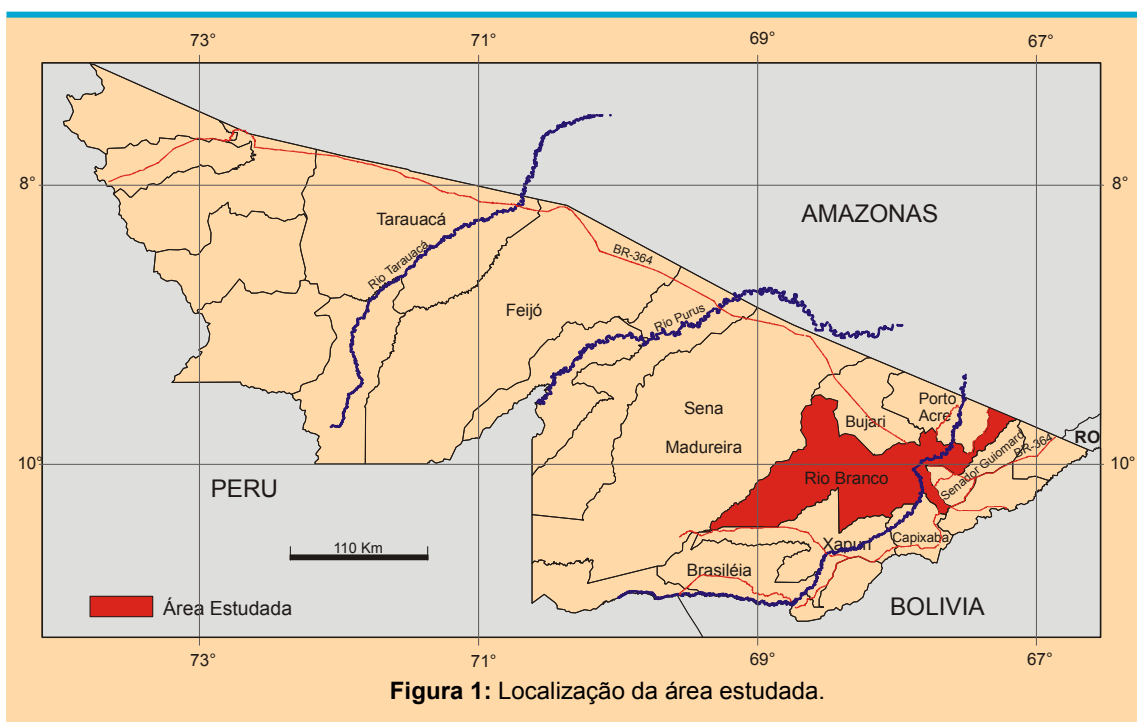 73°
71°
69°
67°
8°
8°
AMAZONAS
Tarauacá
Rio Tarauacá
BR-364
Feijó
Rio Purus
Porto
Acre
Sena
Bujari
Madureira
RO
Senador Guiomard
BR-364
10°
10°
Rio Branco
PERU
Xapuri
Capixaba
110 Km
Brasiléia
BOLIVIA
Área Estudada
73°
71°
69°
67°
Figura 1: Localização da área estudada.